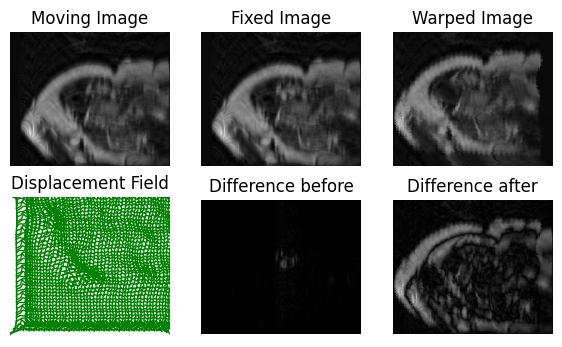 Moving Image
Fixed Image
Warped Image
Displacement Field
Difference before
Difference after